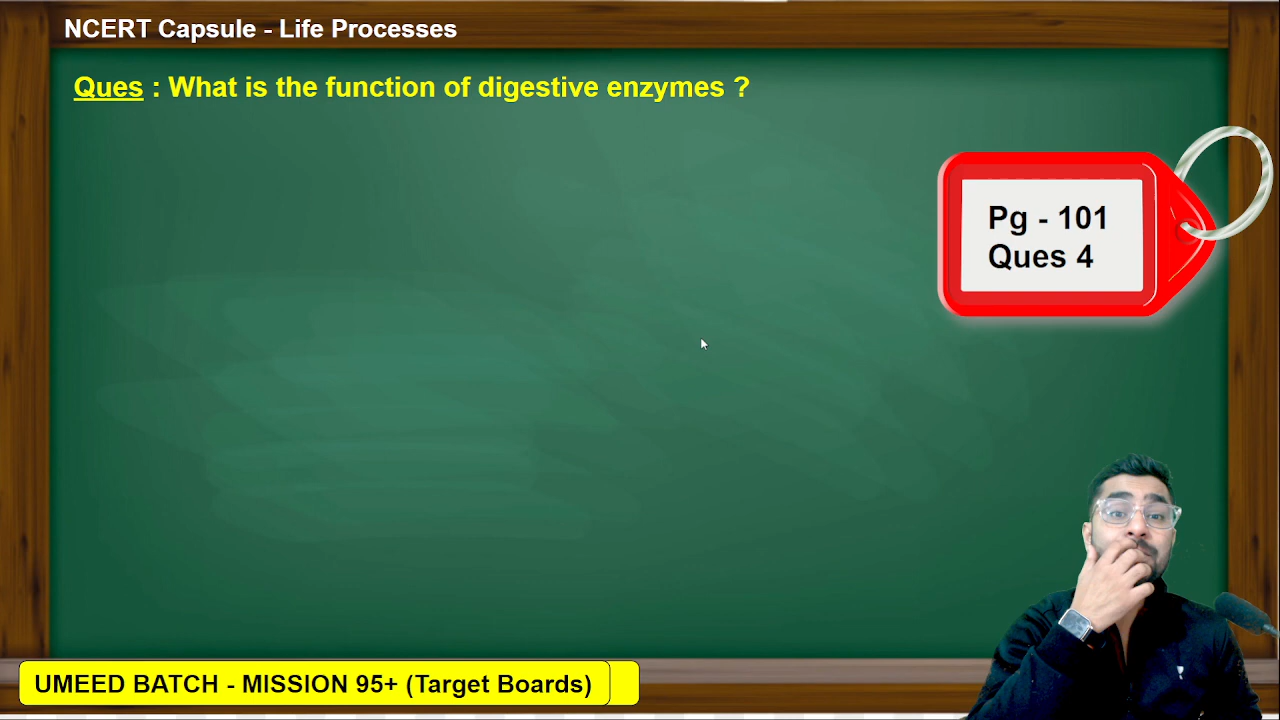 NCERT Capsule - Life Processes
Ques : What is the function of digestive enzymes ?
Pg - 101
Ques 4
UMEED BATCH - MISSION 95+ (Target Boards)